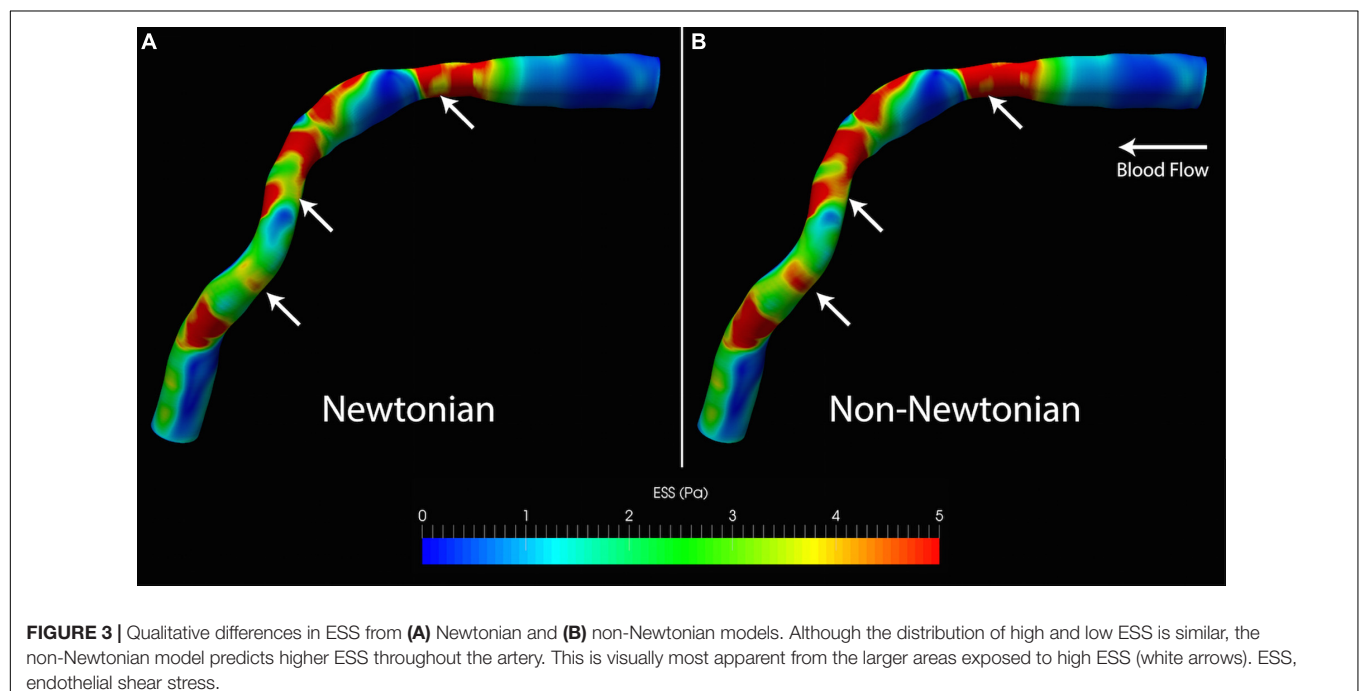 A
B
Blood Flow
Newtonian
Non-Newtonian
ESS (Pa)
0 1 2 3 4 5
FIGURE 3 | Qualitative differences in ESS from (A) Newtonian and (B) non-Newtonian models. Although the distribution of high and low ESS is similar, the
non-Newtonian model predicts higher ESS throughout the artery. This is visually most apparent from the larger areas exposed to high ESS (white arrows). ESS,
endothelial shear stress.